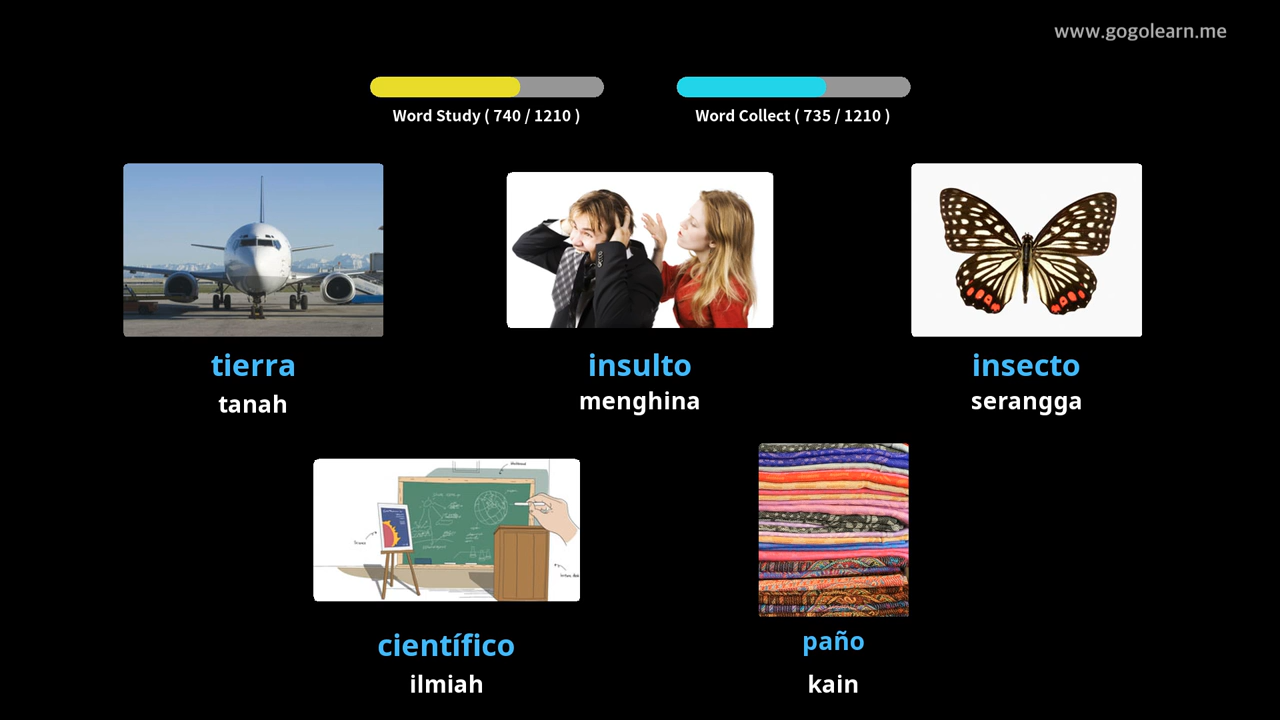 www.gogolearn.me
Word Study ( 740 / 1210 )
Word Collect ( 735 / 1210 )
tierra
tanah
insulto
menghina
insecto
serangga
científico
ilmiah
paño
kain